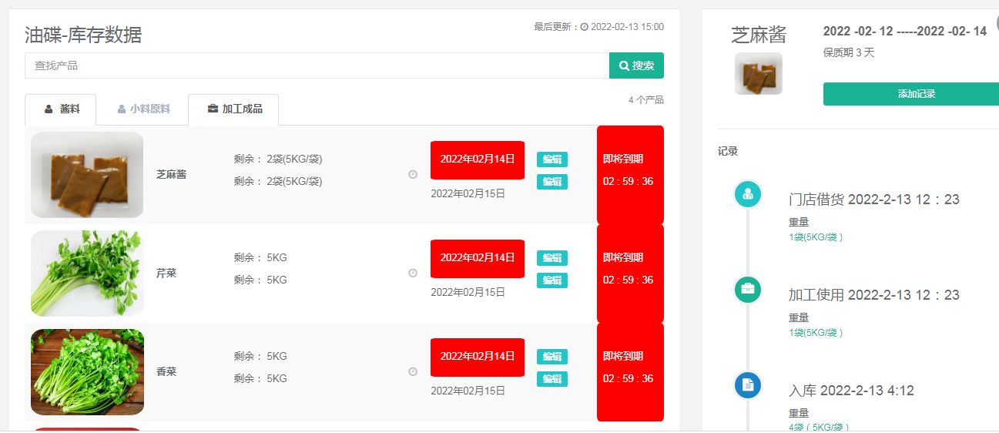 油碟-库存数据
最后更新：2022-02-13 15:00
查找产品
搜索
酱料
小料原料
加工成品
4 个产品
芝麻酱
剩余： 2袋(5KG/袋)
剩余： 2袋(5KG/袋)
2022年02月14日
2022年02月15日
编辑
编辑
即将到期
02 : 59 : 36
芹菜
剩余： 5KG
剩余： 5KG
2022年02月14日
2022年02月15日
编辑
编辑
即将到期
02 : 59 : 36
香菜
剩余： 5KG
剩余： 5KG
2022年02月14日
2022年02月15日
编辑
编辑
即将到期
02 : 59 : 36
芝麻酱
2022 -02- 12 -----2022 -02- 14
保质期 3 天
添加记录
记录
门店借货 2022-2-13 12：23
重量
1袋(5KG/袋 )
加工使用 2022-2-13 12：23
重量
1袋(5KG/袋 )
入库 2022-2-13 4:12
重量
4袋 ( 5KG/袋 )